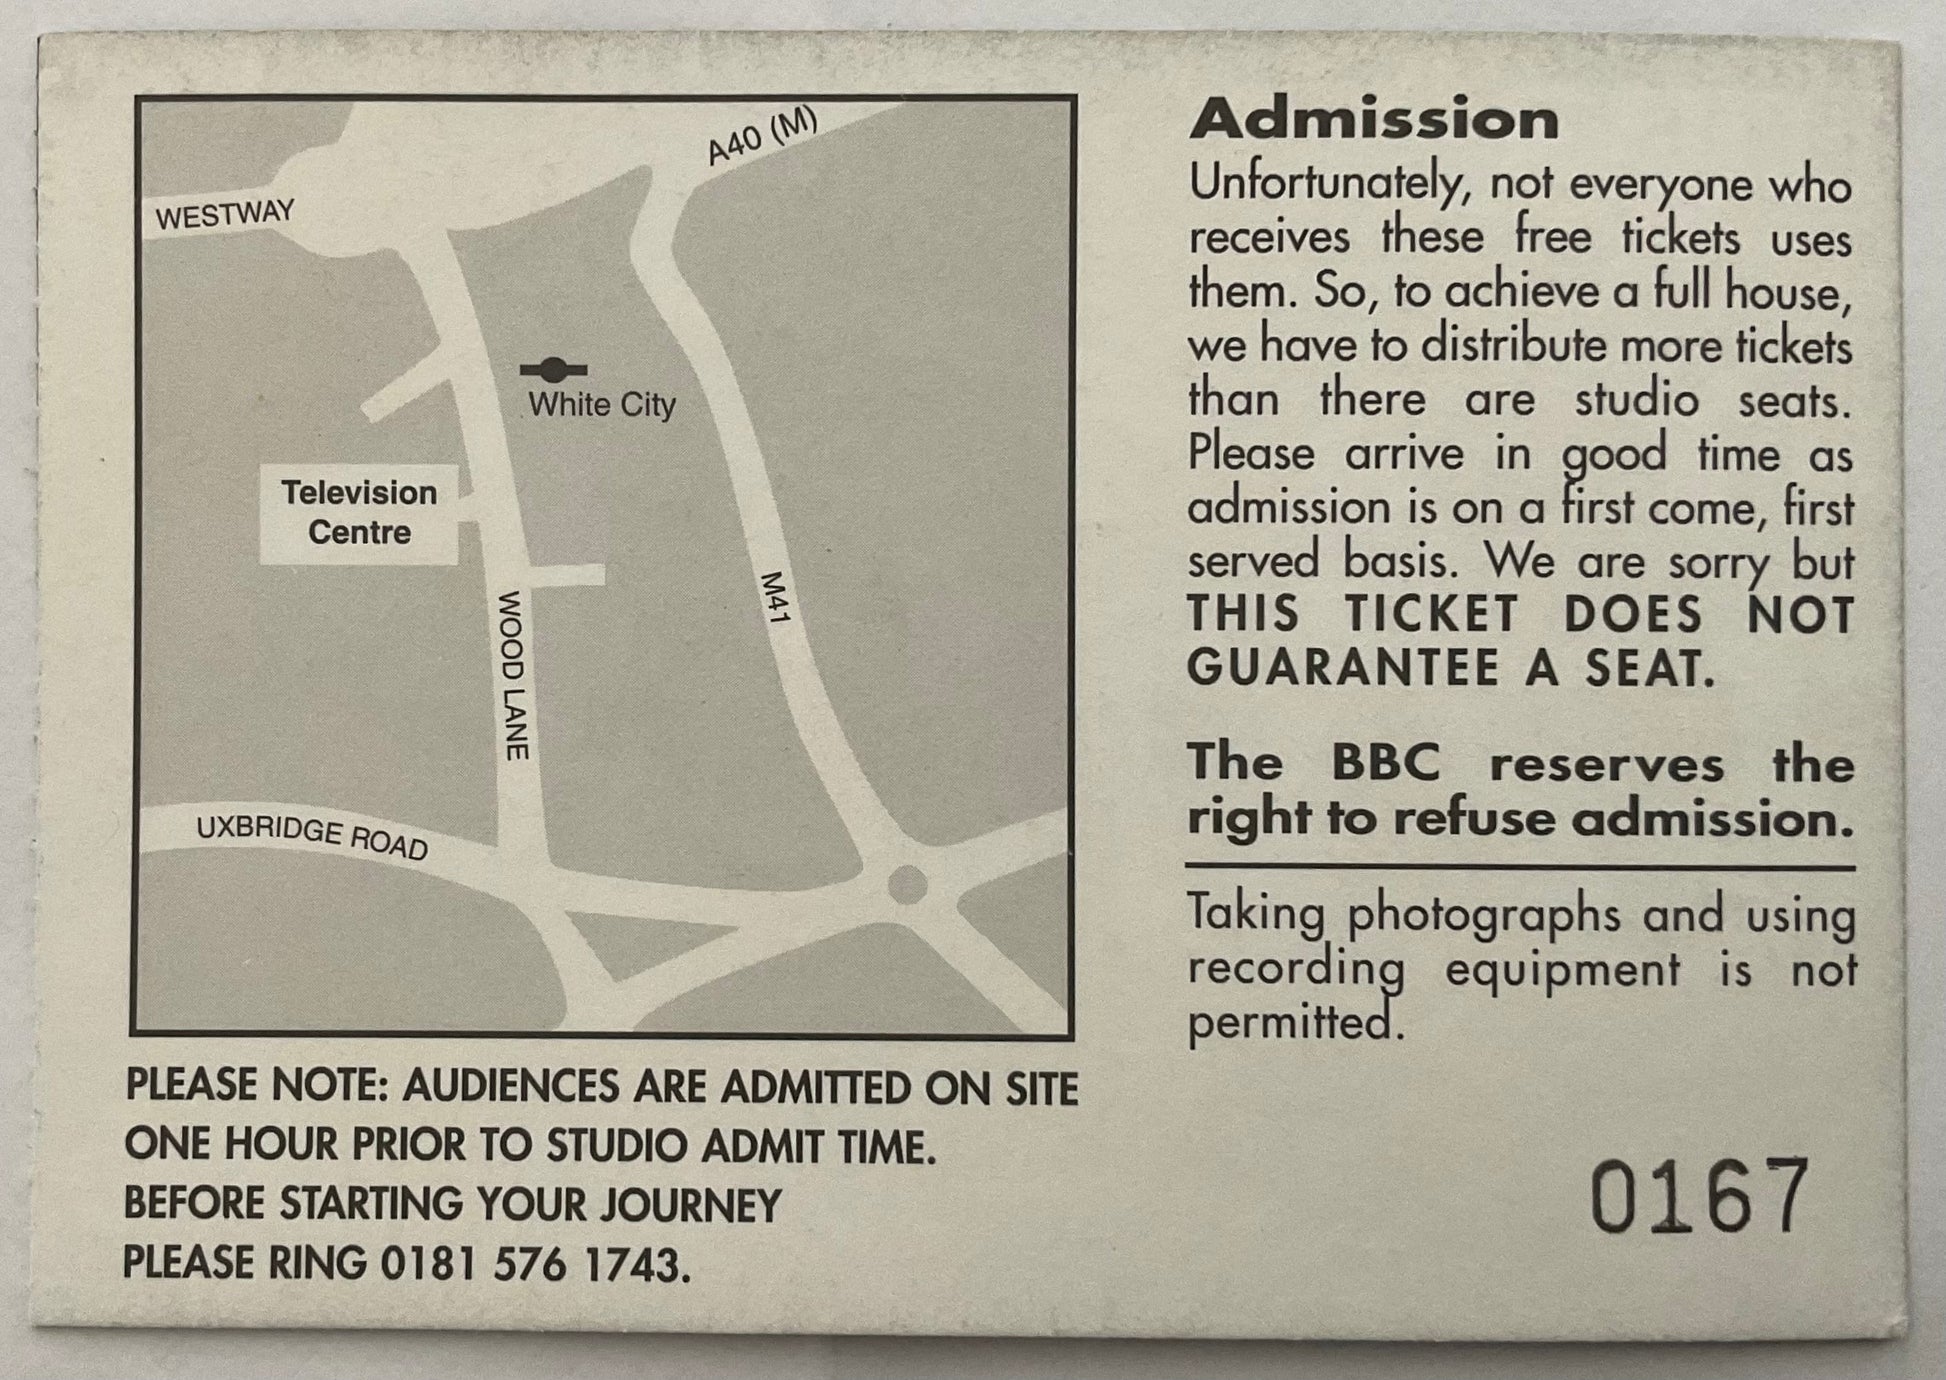 A40 (M)
WESTWAY
White City
Television
Centre
M41
WOOD LANE
UXBRIDGE ROAD
PLEASE NOTE: AUDIENCES ARE ADMITTED ON SITE
ONE HOUR PRIOR TO STUDIO ADMIT TIME.
BEFORE STARTING YOUR JOURNEY
PLEASE RING 0181 576 1743.
Admission
Unfortunately, not everyone who
receives these free tickets uses
them. So, to achieve a full house,
we have to distribute more tickets
than there are studio seats.
Please arrive in good time as
admission is on a first come, first
served basis. We are sorry but
THIS TICKET DOES NOT
GUARANTEE A SEAT.
The BBC reserves the
right to refuse admission.
Taking photographs and using
recording equipment is not
permitted.
0167